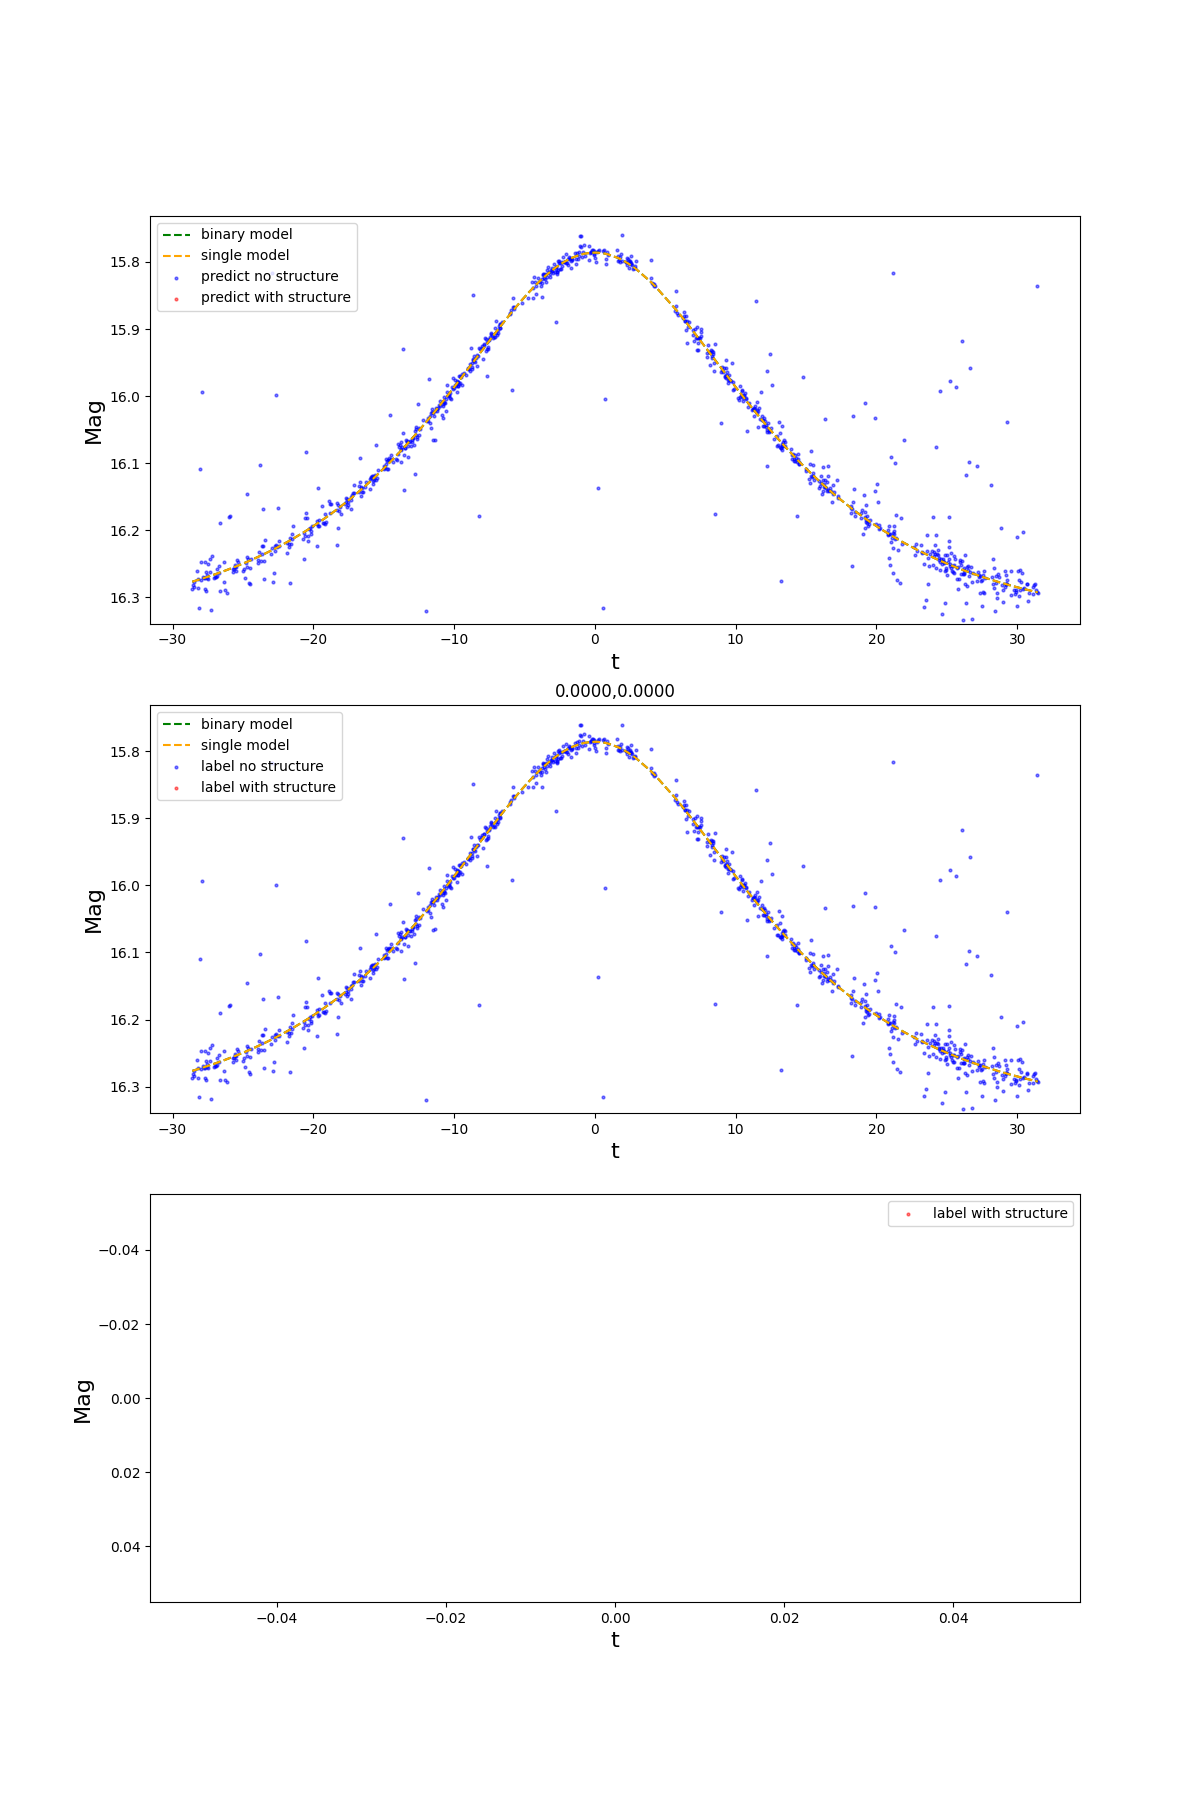 binary model
single model
predict no structure
predict with structure
15.8
15.9
16.0
16.1
16.2
16.3
Mag
−30
−20
−10
0
10
20
30
t
0.0000,0.0000
binary model
single model
label no structure
label with structure
15.8
15.9
16.0
16.1
16.2
16.3
Mag
−30
−20
−10
0
10
20
30
t
label with structure
−0.04
−0.02
0.00
0.02
0.04
Mag
−0.04
−0.02
0.00
0.02
0.04
t